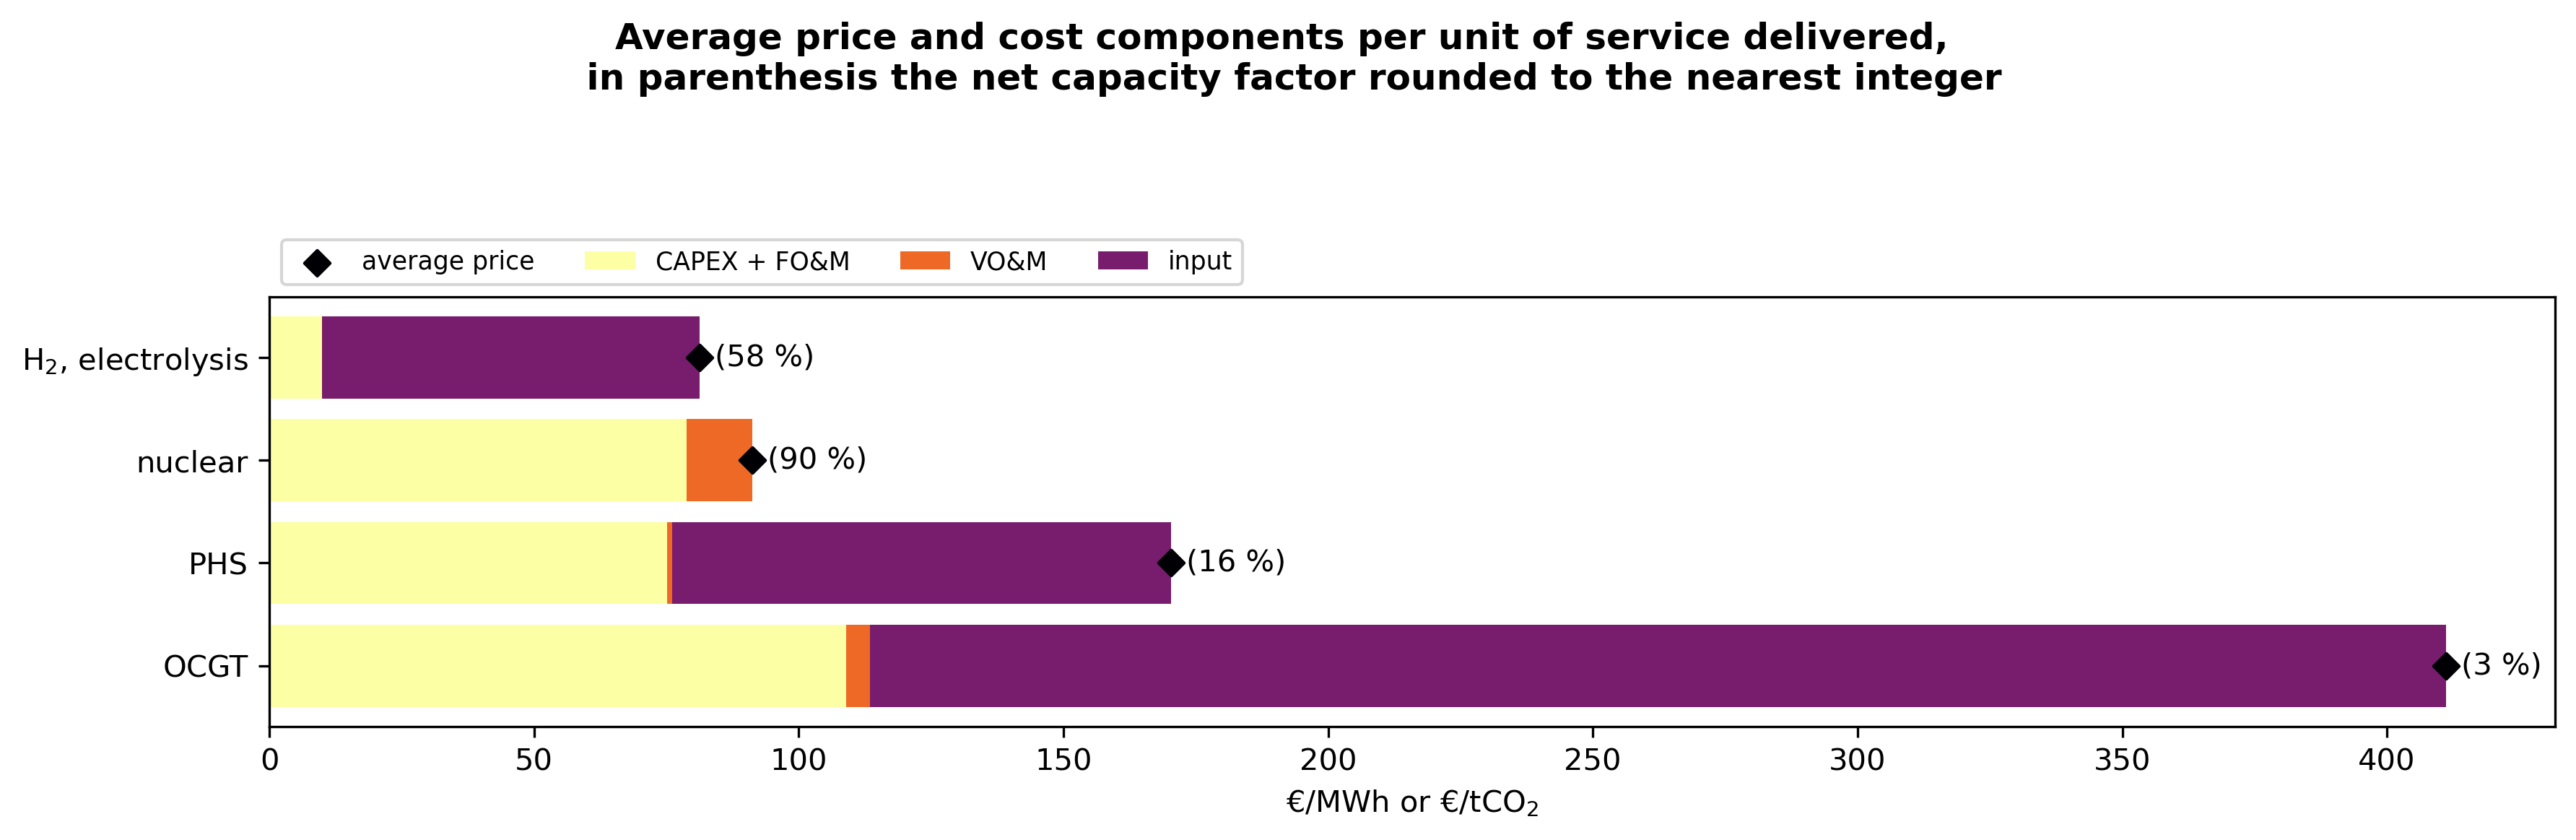 Average price and cost components per unit of service delivered,
in parenthesis the net capacity factor rounded to the nearest integer
average price CAPEX + FO&M VO&M input
H₂, electrolysis (58 %)
nuclear (90 %)
PHS (16 %)
OCGT (3 %)
0 50 100 150 200 250 300 350 400
€/MWh or €/tCO₂